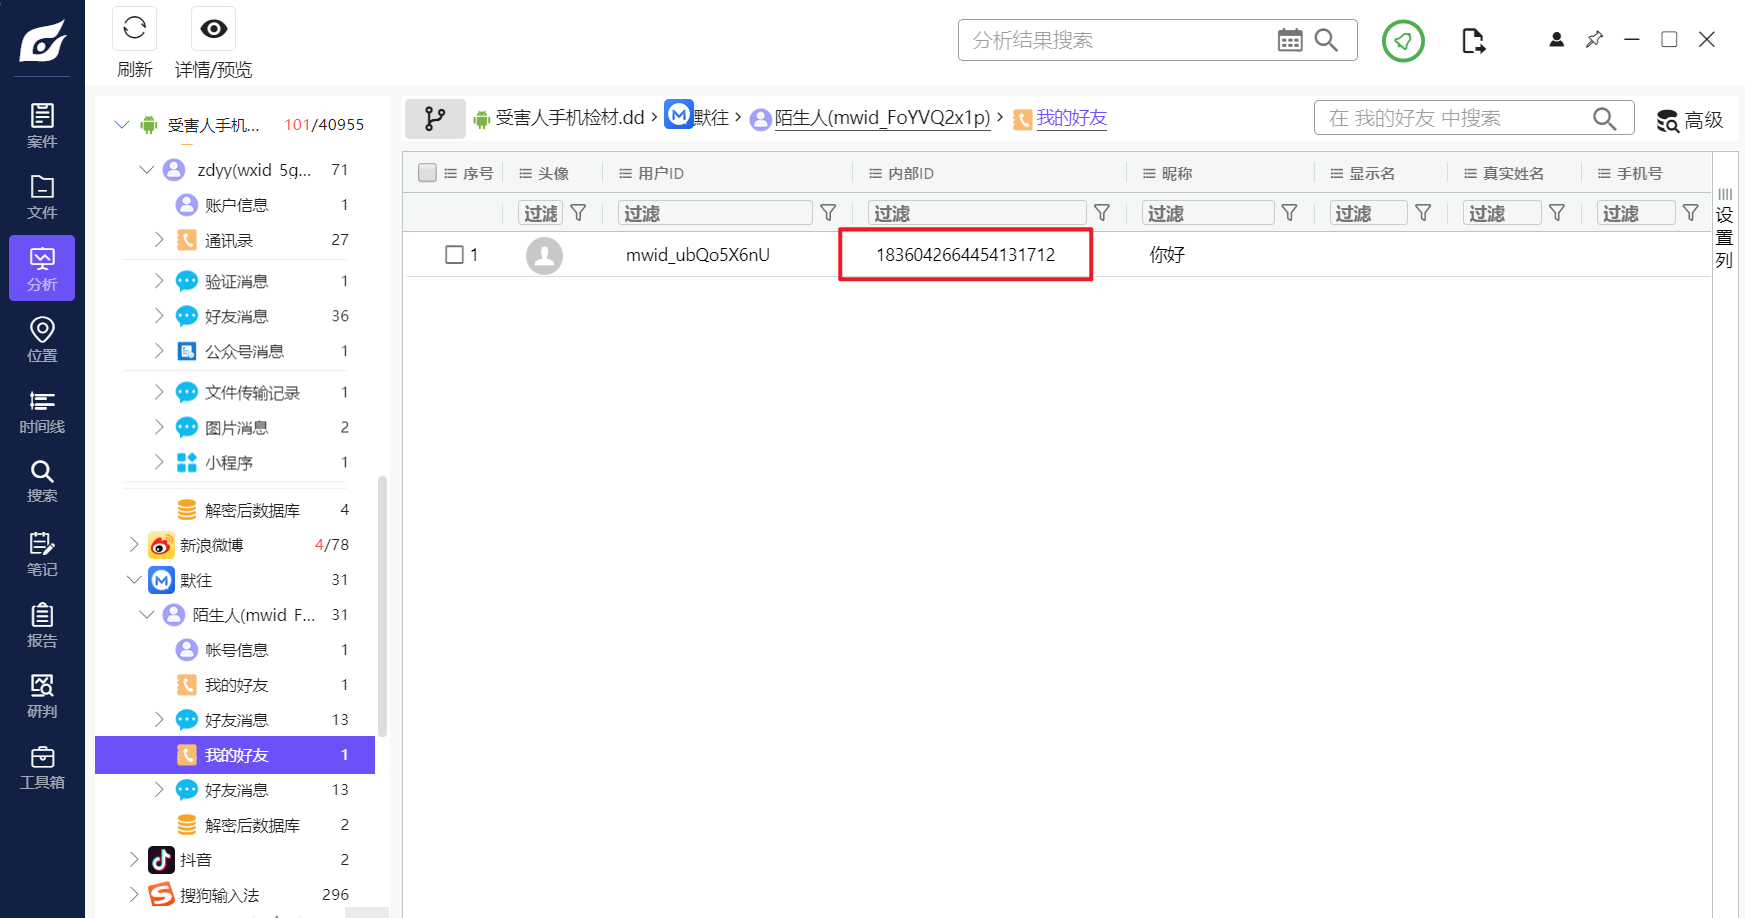 刷新
详情/预览
分析结果搜索
案件
文件
分析
位置
时间线
搜索
笔记
报告
研判
工具箱
受害人手机... 101/40955
zdyy(wxid_5g... 71
账户信息 1
通讯录 27
验证消息 1
好友消息 36
公众号消息 1
文件传输记录 1
图片消息 2
小程序 1
解密后数据库 4
新浪微博 4/78
默往 31
陌生人(mwid_F... 31
帐号信息 1
我的好友 1
好友消息 13
我的好友 1
好友消息 13
解密后数据库 2
抖音 2
搜狗输入法 296
受害人手机检材.dd › 默往 › 陌生人(mwid_FoYVQ2x1p) › 我的好友
在 我的好友 中搜索
高级
序号 头像 用户ID 内部ID 昵称 显示名 真实姓名 手机号
过滤 过滤 过滤 过滤 过滤 过滤 过滤
1 mwid_ubQo5X6nU 1836042664454131712 你好
设置列